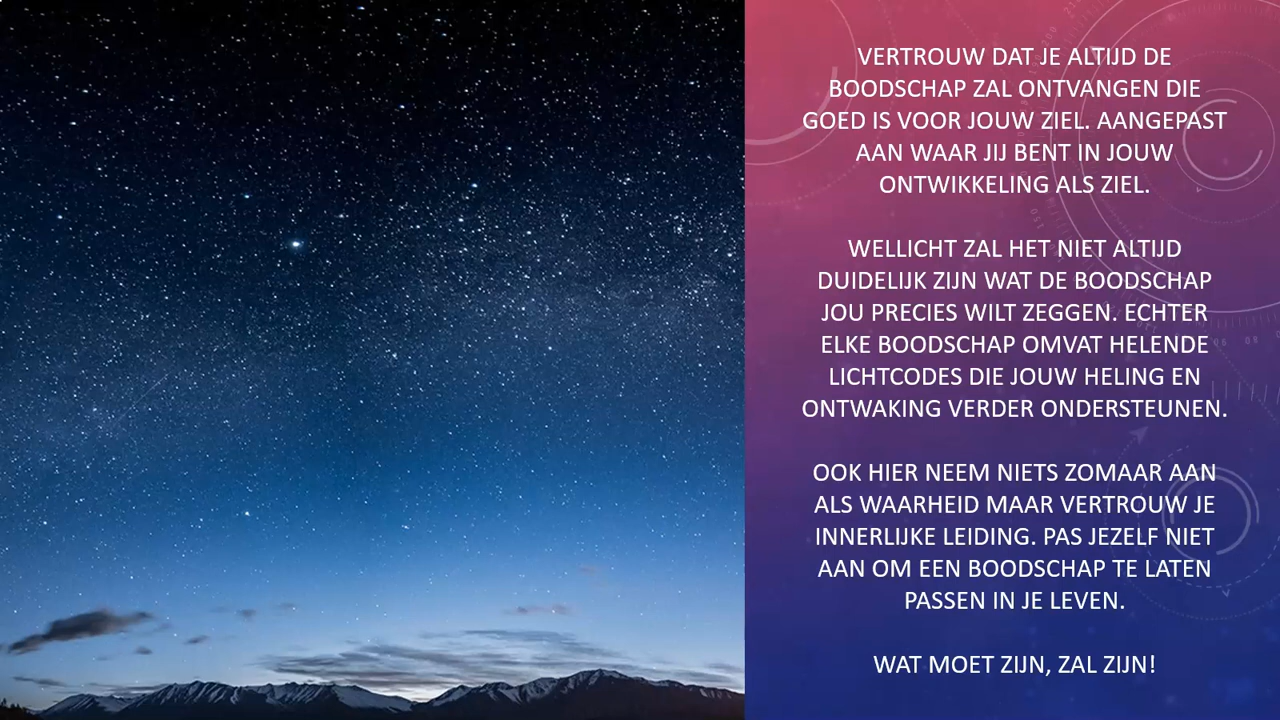 VERTROUW DAT JE ALTIJD DE
BOODSCHAP ZAL ONTVANGEN DIE
GOED IS VOOR JOUW ZIEL. AANGEPAST
AAN WAAR JIJ BENT IN JOUW
ONTWIKKELING ALS ZIEL.
WELLICHT ZAL HET NIET ALTIJD
DUIDELIJK ZIJN WAT DE BOODSCHAP
JOU PRECIES WILT ZEGGEN. ECHTER
ELKE BOODSCHAP OMVAT HELENDE
LICHTCODES DIE JOUW HELING EN
ONTWAKING VERDER ONDERSTEUNEN.
OOK HIER NEEM NIETS ZOMAAR AAN
ALS WAARHEID MAAR VERTROUW JE
INNERLIJKE LEIDING. PAS JEZELF NIET
AAN OM EEN BOODSCHAP TE LATEN
PASSEN IN JE LEVEN.
WAT MOET ZIJN, ZAL ZIJN!